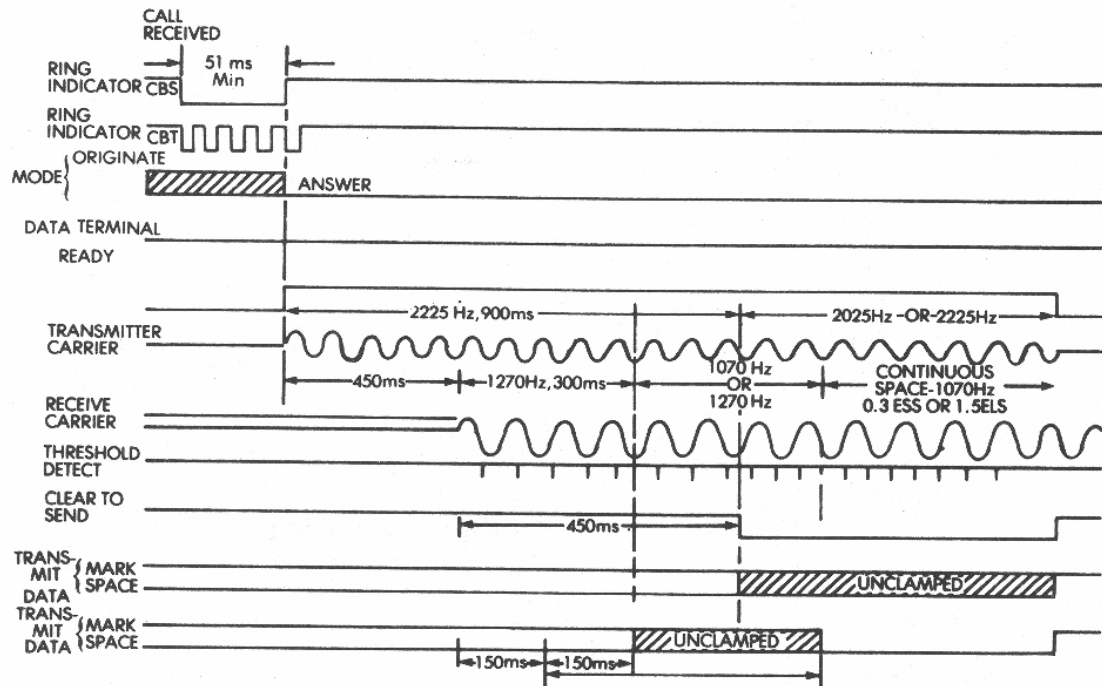 CALL
RECEIVED
51 ms
Min
RING
INDICATOR CBS
RING
INDICATOR CBT
ORIGINATE
MODE
ANSWER
DATA TERMINAL
READY
2225 Hz, 900ms
2025Hz -OR-2225Hz
TRANSMITTER
CARRIER
450ms
1270Hz, 300ms
1070 Hz
OR
1270 Hz
CONTINUOUS
SPACE-1070Hz
0.3 ESS OR 1.5ELS
RECEIVE
CARRIER
THRESHOLD
DETECT
CLEAR TO
SEND
450ms
TRANS-
MIT
DATA
MARK
SPACE
UNCLAMPED
TRANS-
MIT
DATA
MARK
SPACE
UNCLAMPED
150ms
150ms